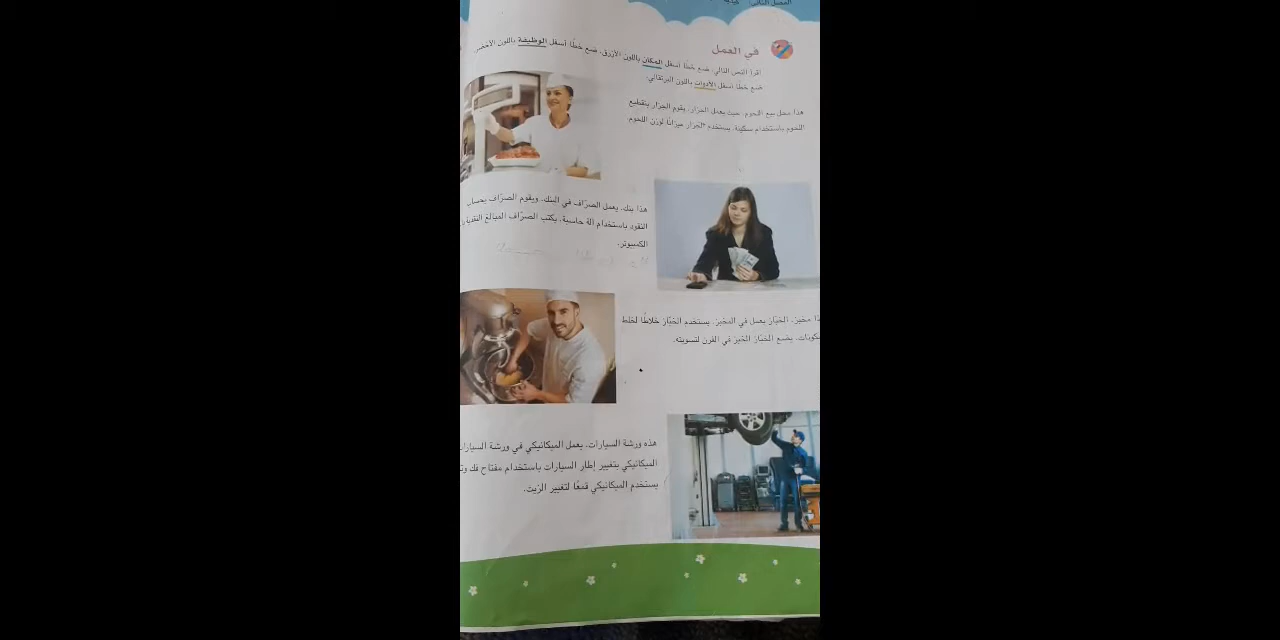 الفصل الثاني:
في العمل
اقرأ النص التالي. ضع خطًا أسفل المكان باللون الأزرق. ضع خطًا أسفل الوظيفة باللون الأخضر.
ضع خطًا أسفل الأدوات باللون البرتقالي.
هذا محل بيع اللحوم. حيث يعمل الجزار. يقوم الجزار بتقطيع
اللحوم باستخدام سكينة. يستخدم الجزار ميزانًا لوزن اللحوم.
هذا بنك. يعمل الصرّاف في البنك. ويقوم الصرّاف بحساب
النقود باستخدام آلة حاسبة. يكتب الصرّاف المبالغ النقدية
الكمبيوتر.
مخبز. الخبّاز يعمل في المخبز. يستخدم الخبّاز خلاطًا لخلط
يضع الخبّاز الخبز في الفرن لتسويته.
هذه ورشة السيارات. يعمل الميكانيكي في ورشة السيارات
الميكانيكي بتغيير إطار السيارات باستخدام مفتاح فك
يستخدم الميكانيكي قمعًا لتغيير الزيت.